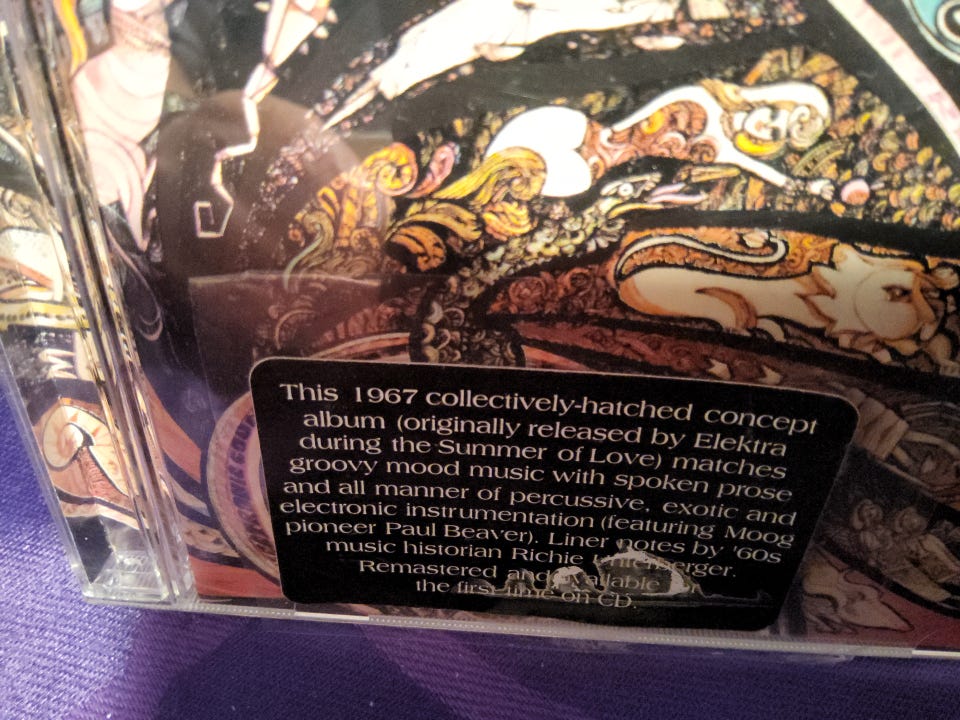 This 1967 collectively-hatched concept
album (originally released by Elektra
during the Summer of Love) matches
groovy mood music with spoken prose
and all manner of percussive, exotic and
electronic instrumentation (featuring Moog
pioneer Paul Beaver). Liner notes by '60s
music historian Richie
Remastered and available
the first time on CD.